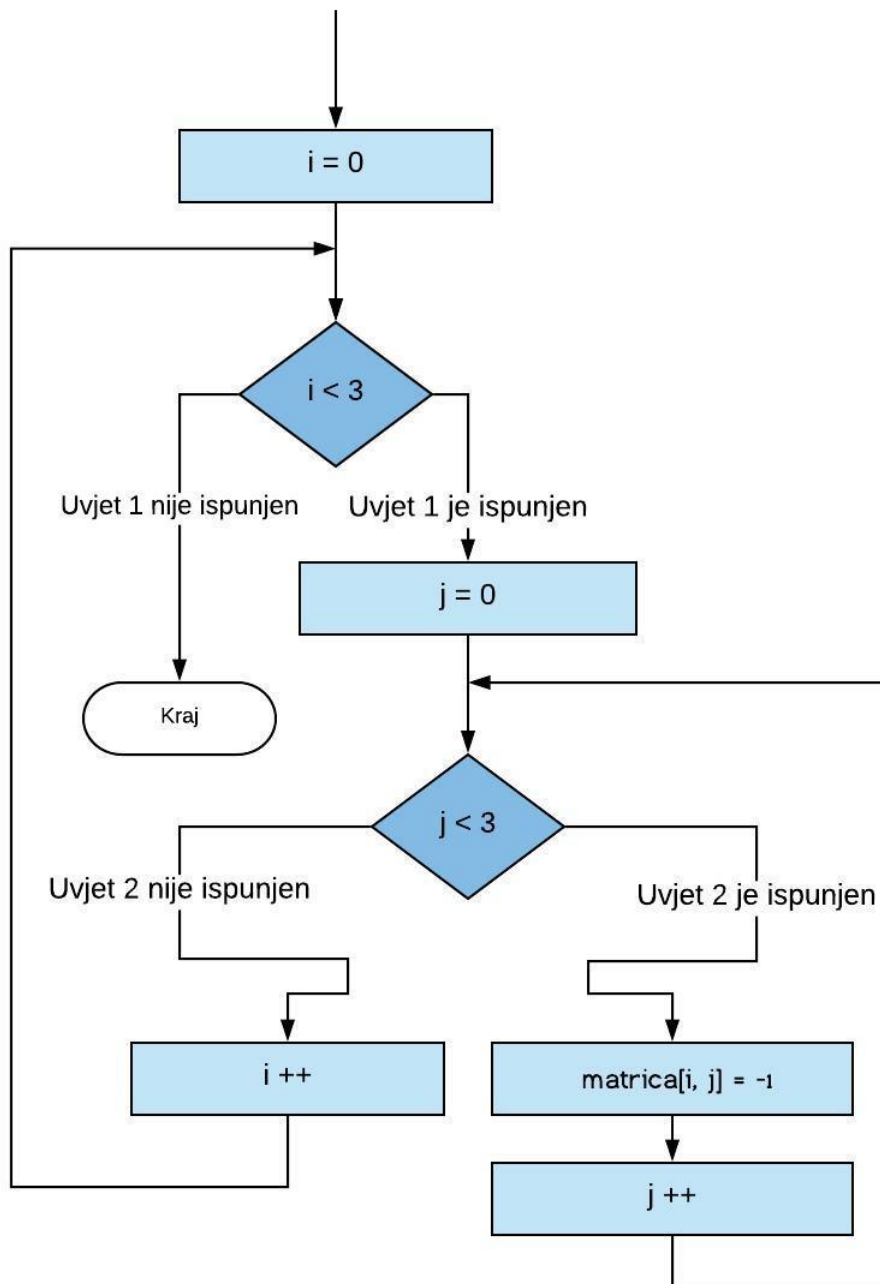 i = 0
i < 3
Uvjet 1 nije ispunjen
Uvjet 1 je ispunjen
j = 0
Kraj
j < 3
Uvjet 2 nije ispunjen
Uvjet 2 je ispunjen
i ++
matrica[i, j] = -1
j ++